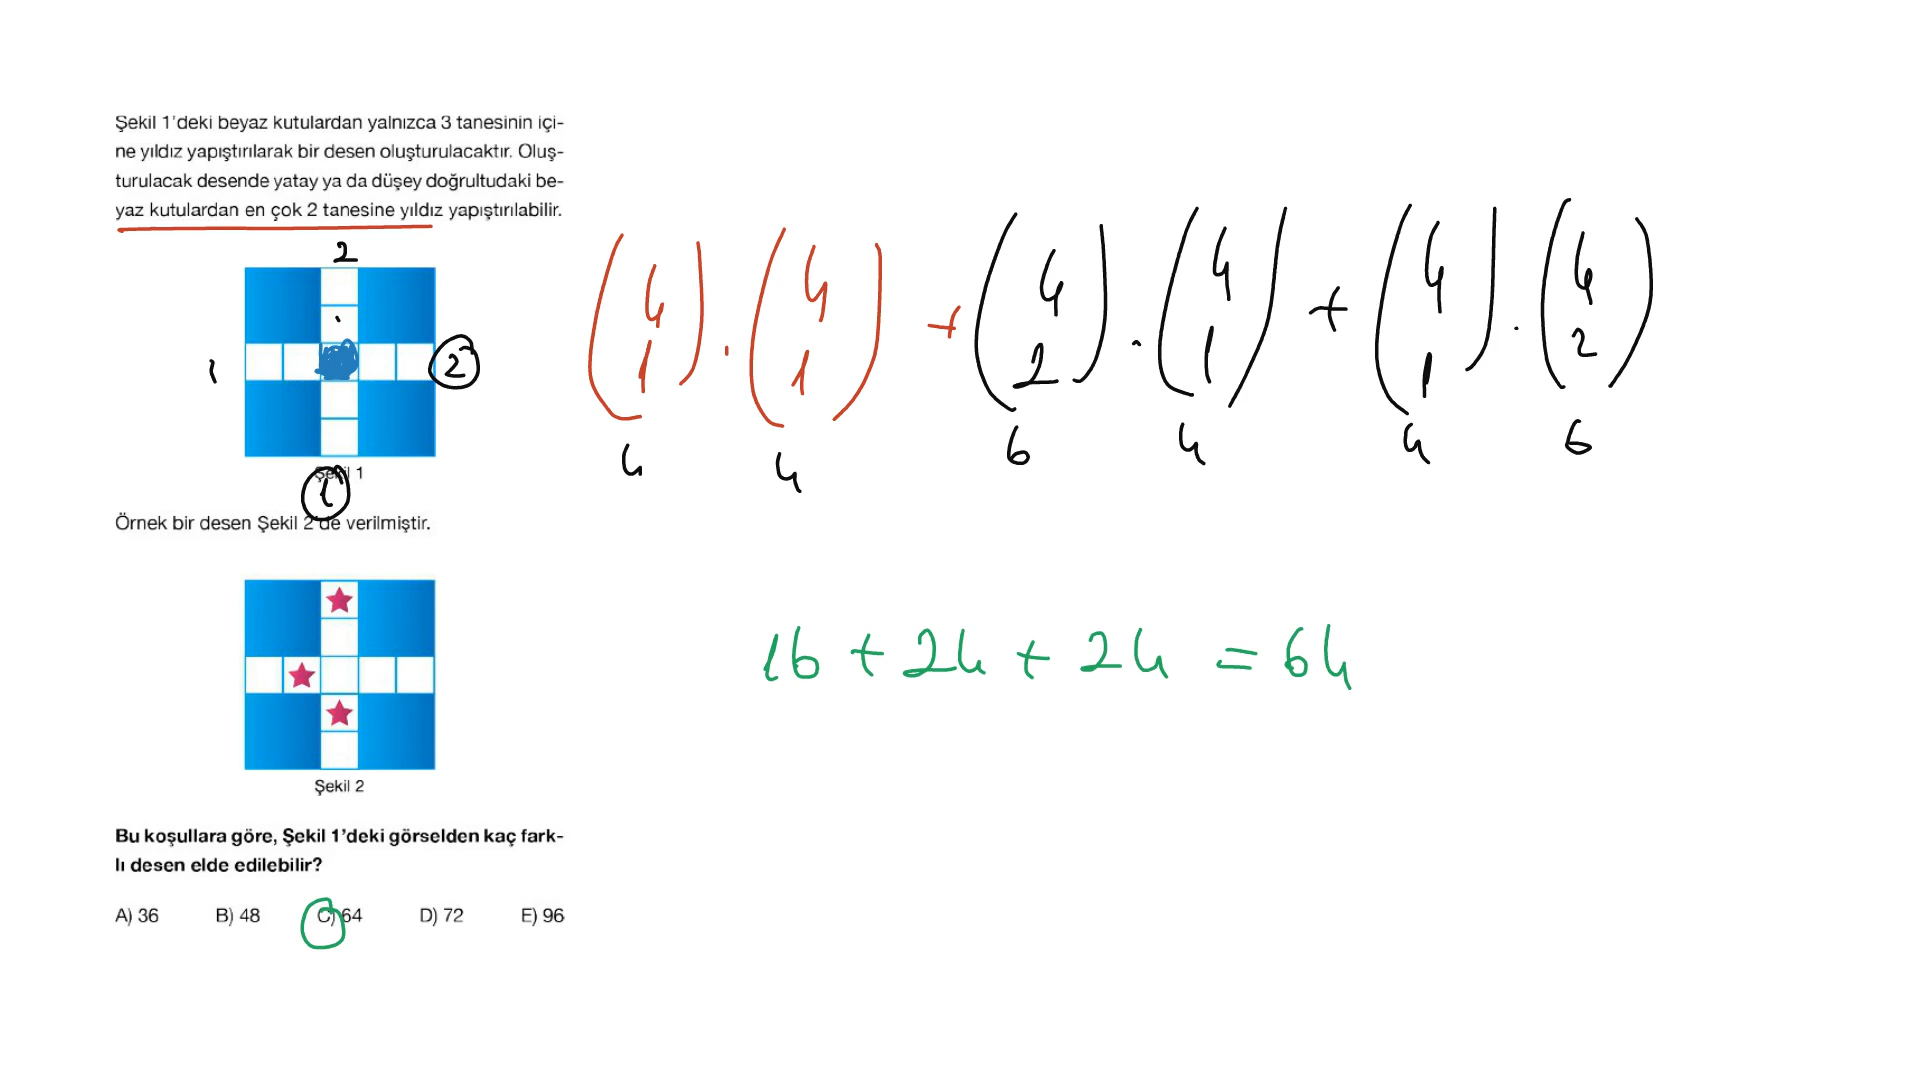 Şekil 1'deki beyaz kutulardan yalnızca 3 tanesinin içi-
ne yıldız yapıştırılarak bir desen oluşturulacaktır. Oluş-
turulacak desende yatay ya da düşey doğrultudaki be-
yaz kutulardan en çok 2 tanesine yıldız yapıştırılabilir.
2
1 2
Şekil 1
1
Örnek bir desen Şekil 2'de verilmiştir.
Şekil 2
Bu koşullara göre, Şekil 1'deki görselden kaç fark-
lı desen elde edilebilir?
A) 36 B) 48 C) 64 D) 72 E) 96
(4 1) . (4 1) + (4 2) . (4 1) + (4 1) . (4 2)
4 4 6 4 4 6
16 + 24 + 24 = 64